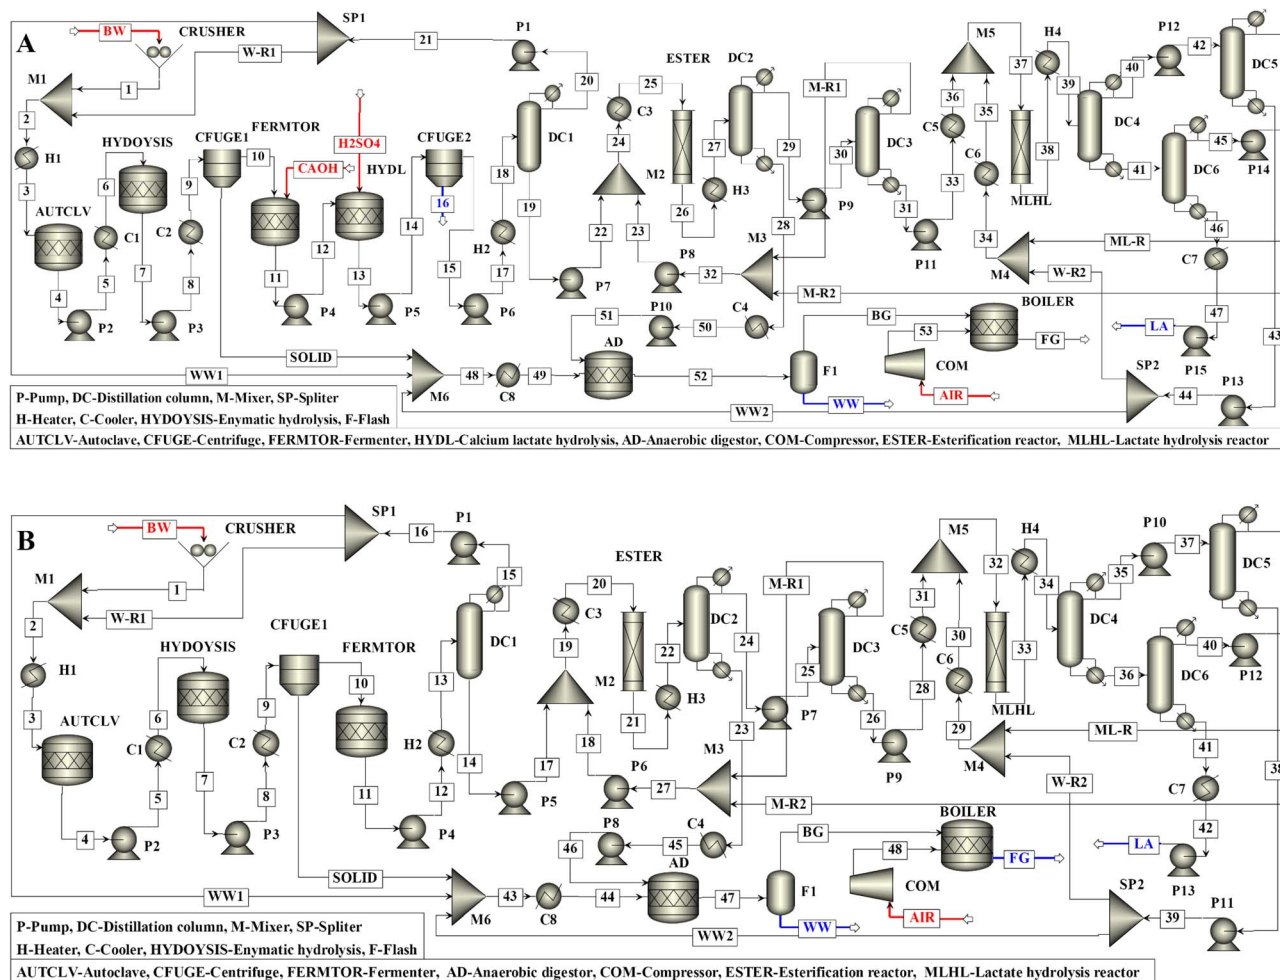 A
BW
CRUSHER
SP1
21
P1
M1
1
W-R1
2
H1
3
HYDOYSIS
CFUGE1
FERMTOR
10
H2SO4
CAOH
HYDL
CFUGE2
16
AUTCLV
6
C1
9
C2
4
5
P2
7
8
P3
11
12
P4
13
14
P5
15
17
P6
H2
18
DC1
20
19
P7
22
23
24
C3
25
M2
ESTER
26
27
H3
DC2
29
28
M-R1
30
P9
DC3
31
P11
33
C5
36
35
C6
34
M5
37
MLHL
38
H4
39
DC4
40
P12
42
DC5
41
DC6
45
P14
46
C7
47
P15
LA
ML-R
W-R2
M4
M3
32
P8
M-R2
C4
50
P10
51
AD
52
F1
BG
53
BOILER
FG
COM
AIR
WW
43
SP2
44
P13
SOLID
WW1
M6
48
C8
49
WW2
P-Pump, DC-Distillation column, M-Mixer, SP-Spliter
H-Heater, C-Cooler, HYDOYSIS-Enymatic hydrolysis, F-Flash
AUTCLV-Autoclave, CFUGE-Centrifuge, FERMTOR-Fermenter, HYDL-Calcium lactate hydrolysis, AD-Anaerobic digestor, COM-Compressor, ESTER-Esterification reactor, MLHL-Lactate hydrolysis reactor
B
BW
CRUSHER
SP1
16
P1
M1
1
W-R1
2
H1
3
HYDOYSIS
CFUGE1
FERMTOR
10
AUTCLV
6
C1
9
C2
4
5
P2
7
8
P3
11
12
P4
H2
13
DC1
15
14
P5
17
18
19
C3
20
M2
ESTER
21
22
H3
DC2
24
23
M-R1
25
P7
DC3
26
P9
28
C5
31
30
C6
29
M5
32
MLHL
33
H4
34
DC4
35
P10
37
DC5
36
DC6
40
P12
41
C7
42
P13
LA
ML-R
W-R2
M4
M3
27
P6
M-R2
C4
45
P8
46
AD
47
F1
BG
48
BOILER
FG
COM
AIR
WW
38
SP2
39
P11
SOLID
WW1
M6
43
C8
44
WW2
P-Pump, DC-Distillation column, M-Mixer, SP-Spliter
H-Heater, C-Cooler, HYDOYSIS-Enymatic hydrolysis, F-Flash
AUTCLV-Autoclave, CFUGE-Centrifuge, FERMTOR-Fermenter, AD-Anaerobic digestor, COM-Compressor, ESTER-Esterification reactor, MLHL-Lactate hydrolysis reactor